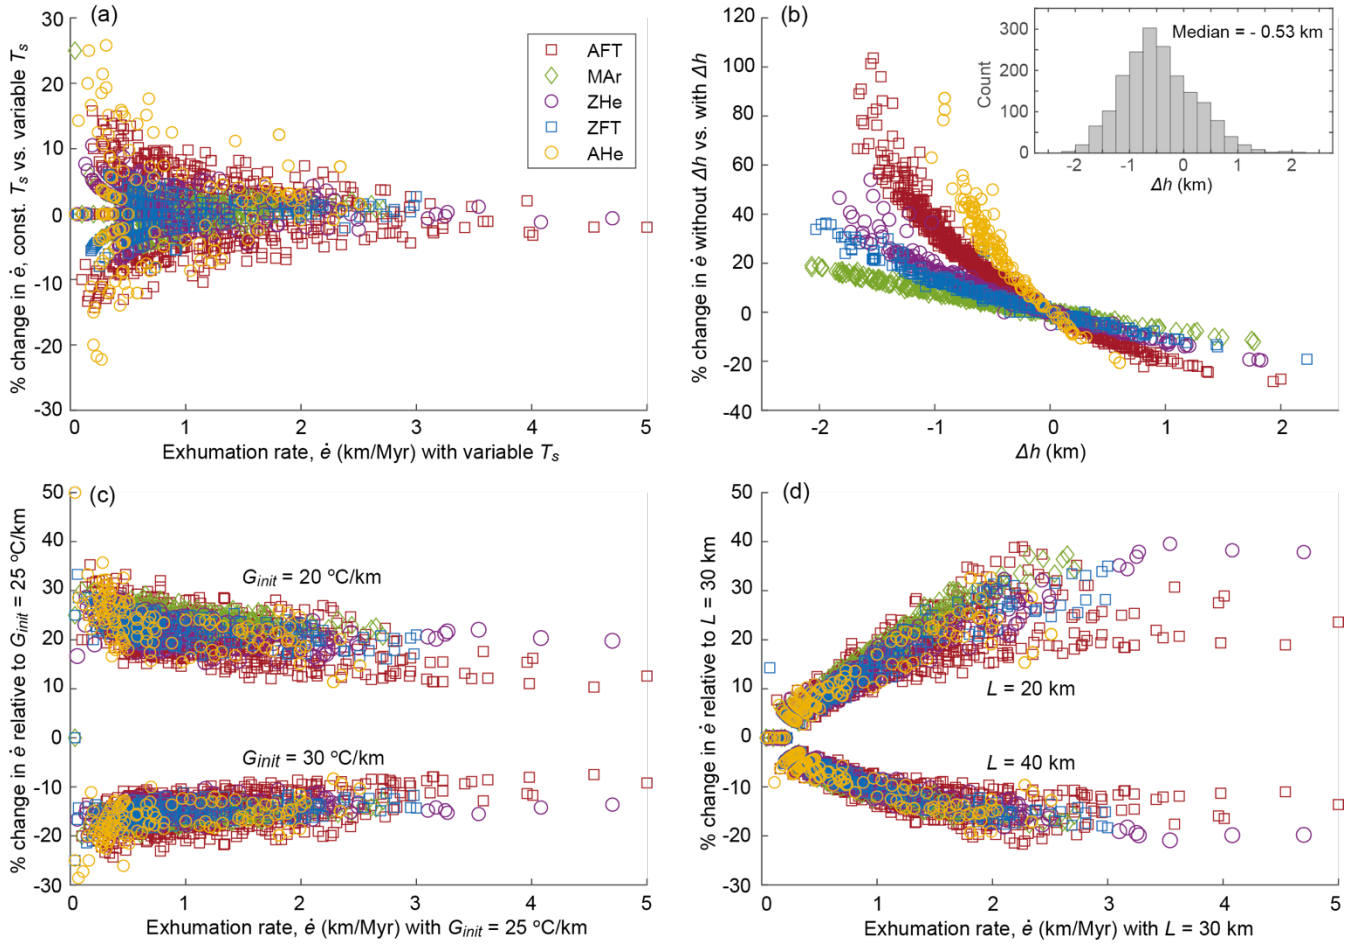 (a)
% change in ė, const. Ts vs. variable Ts
30
20
10
0
-10
-20
-30
AFT
MAr
ZHe
ZFT
AHe
0 1 2 3 4 5
Exhumation rate, ė (km/Myr) with variable Ts
(b)
% change in ė without Δh vs. with Δh
120
100
80
60
40
20
0
-20
-40
-2 -1 0 1 2
Δh (km)
Median = - 0.53 km
Count
300
200
100
0
-2 -1 0 1 2
Δh (km)
(c)
% change in ė relative to Ginit = 25 °C/km
50
40
30
20
10
0
-10
-20
-30
Ginit = 20 °C/km
Ginit = 30 °C/km
0 1 2 3 4 5
Exhumation rate, ė (km/Myr) with Ginit = 25 °C/km
(d)
% change in ė relative to L = 30 km
50
40
30
20
10
0
-10
-20
-30
L = 20 km
L = 40 km
0 1 2 3 4 5
Exhumation rate, ė (km/Myr) with L = 30 km